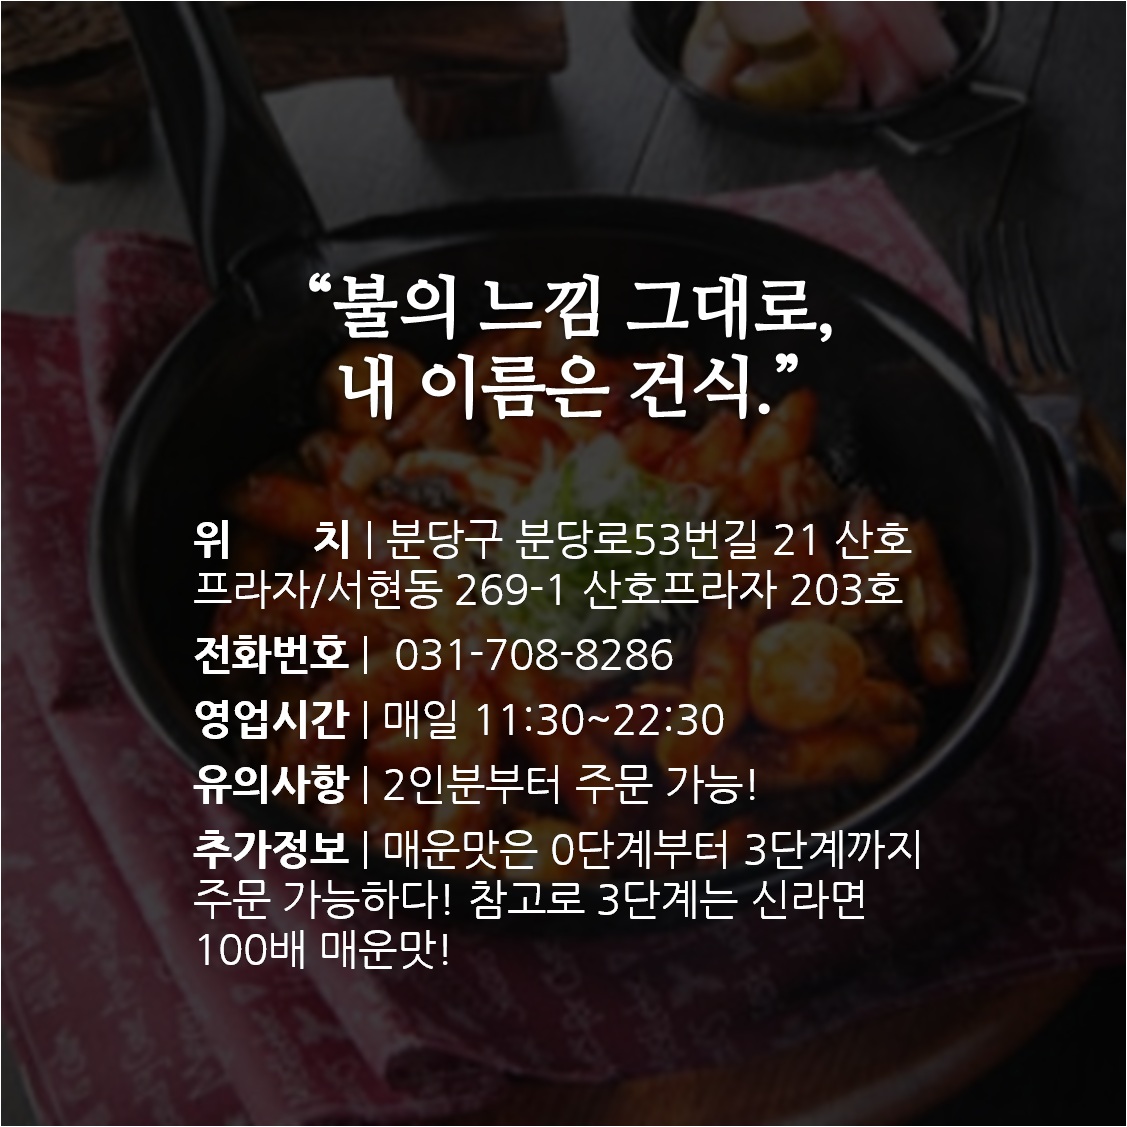 “불의 느낌 그대로,
내 이름은 건식.”
위 치 | 분당구 분당로53번길 21 산호
프라자/서현동 269-1 산호프라자 203호
전화번호 | 031-708-8286
영업시간 | 매일 11:30~22:30
유의사항 | 2인분부터 주문 가능!
추가정보 | 매운맛은 0단계부터 3단계까지
주문 가능하다! 참고로 3단계는 신라면
100배 매운맛!